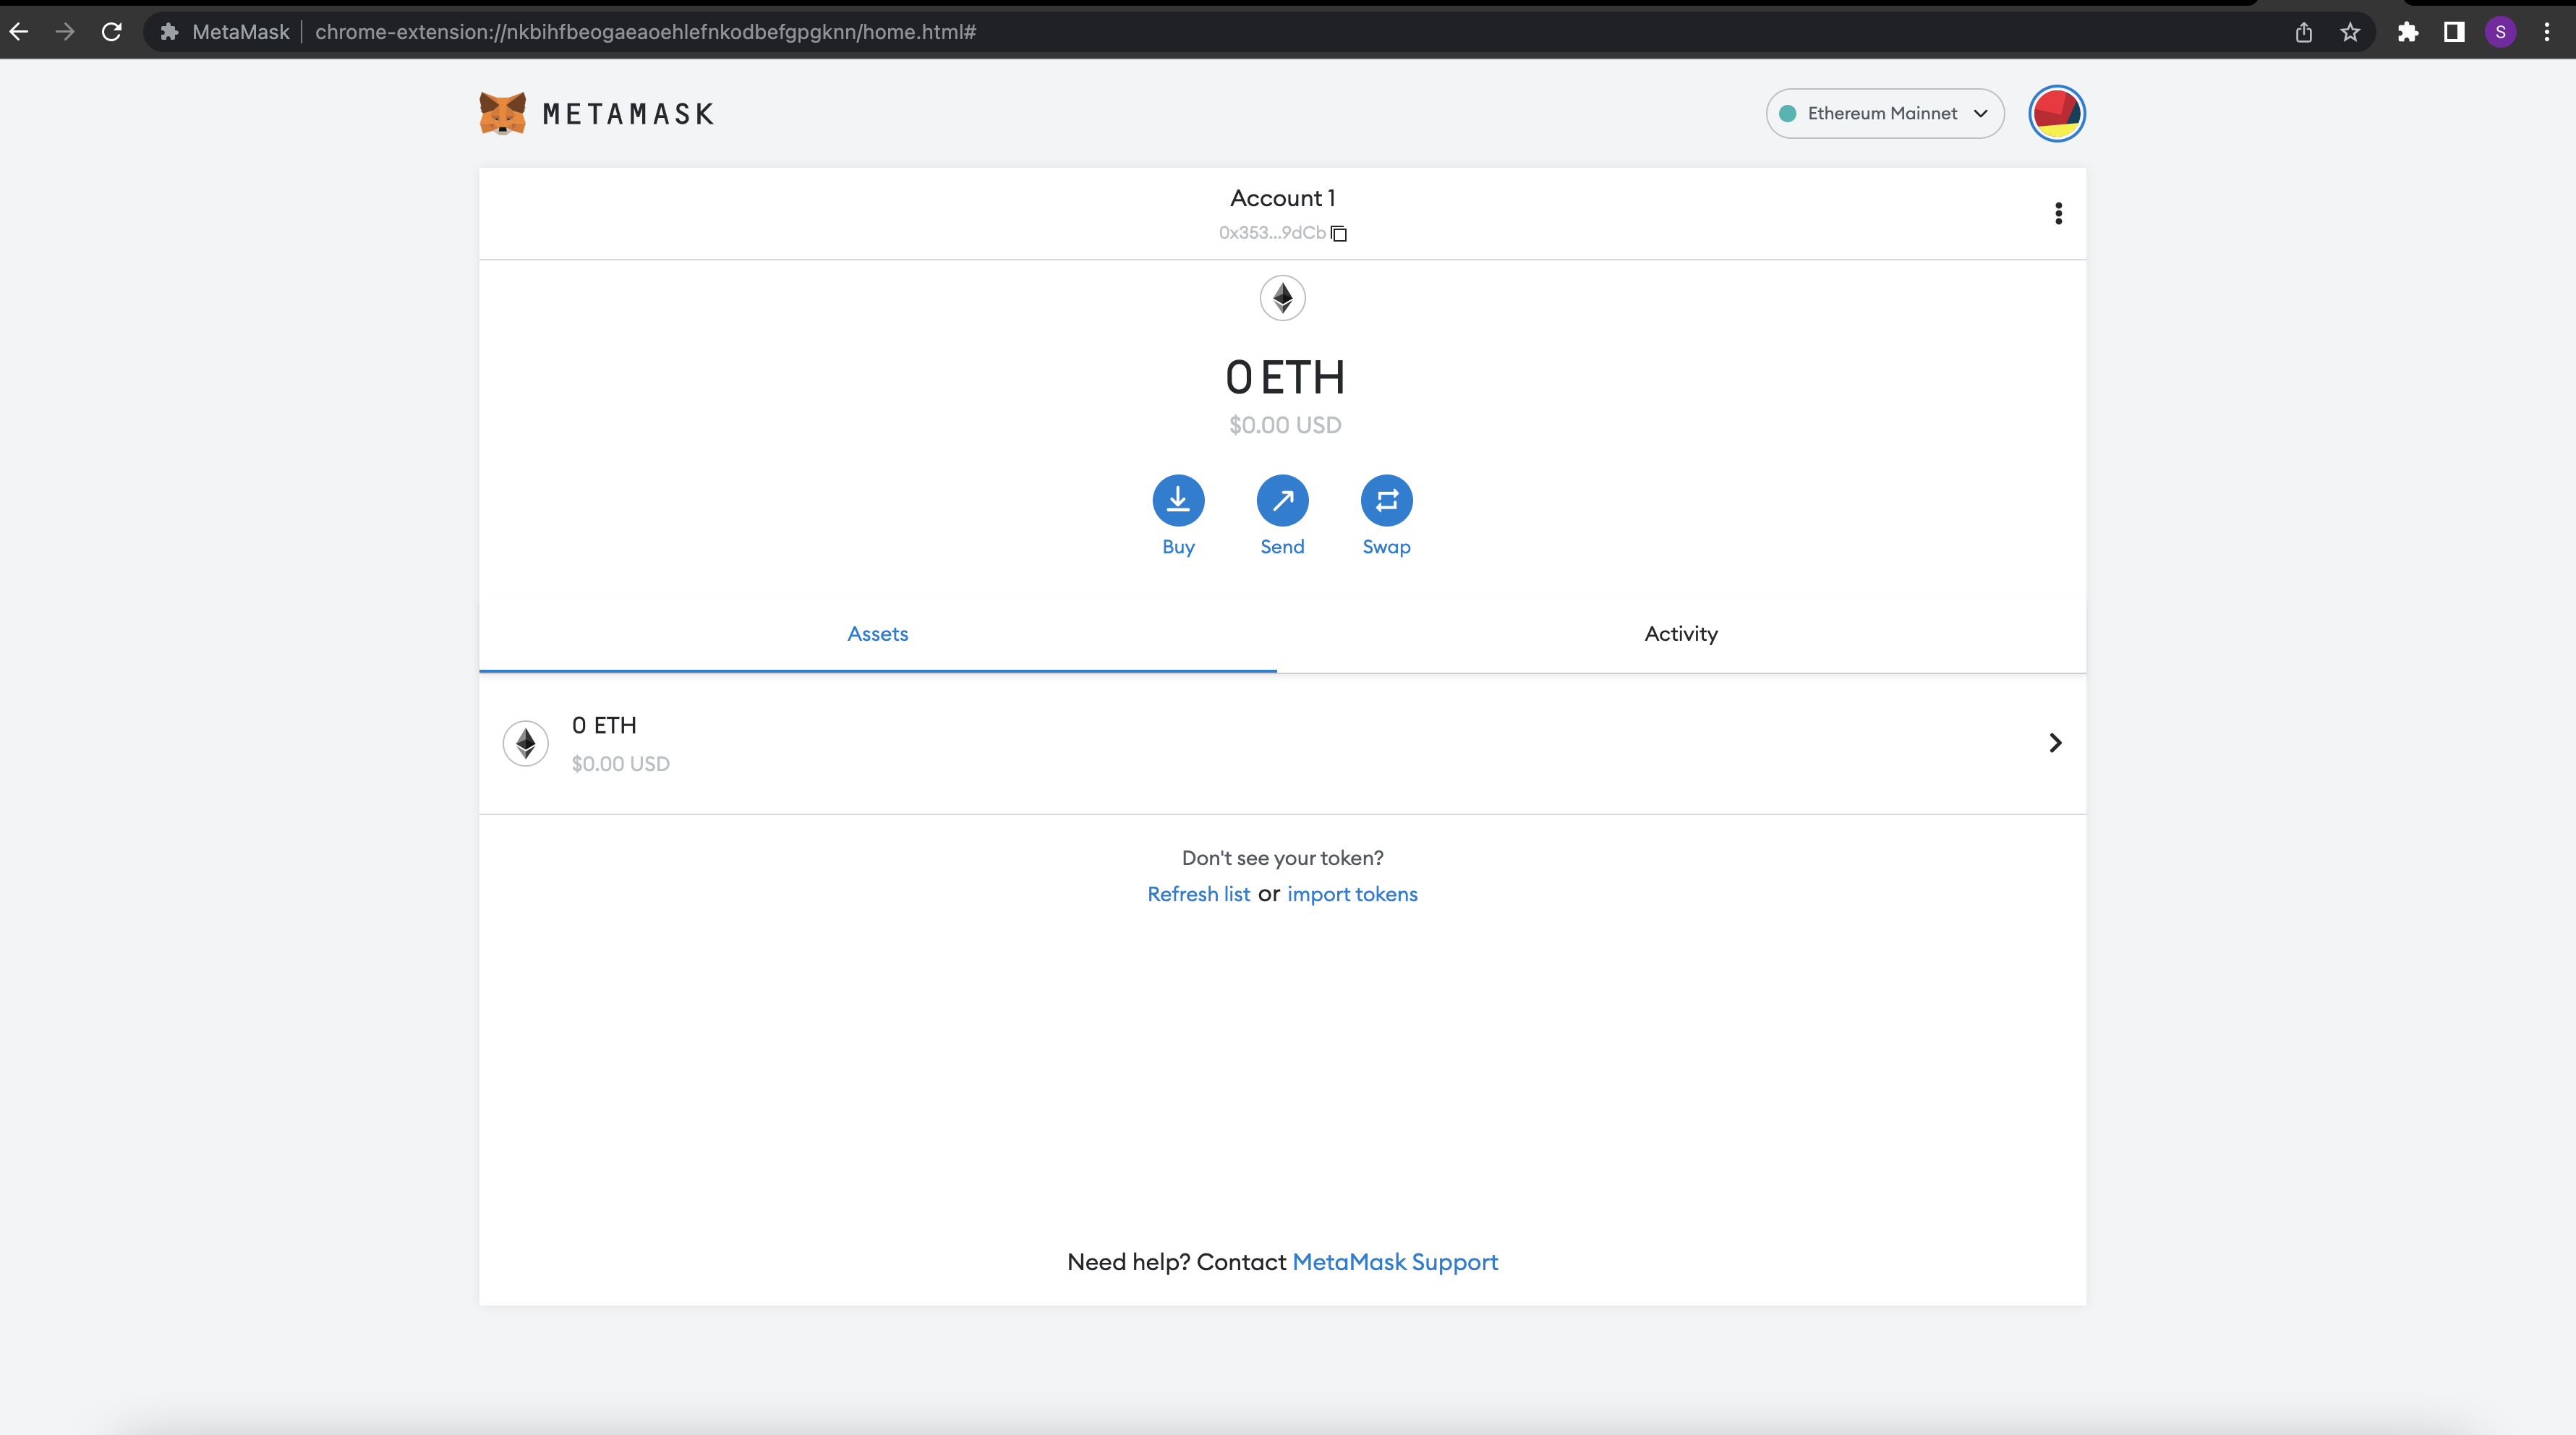 MetaMask chrome-extension://nkbihfbeogaeaoehlefnkodbefgpgknn/home.html#
S
METAMASK
Ethereum Mainnet
Account 1
0x353...9dCb
0 ETH
$0.00 USD
Buy Send Swap
Assets Activity
0 ETH
$0.00 USD
Don't see your token?
Refresh list or import tokens
Need help? Contact MetaMask Support